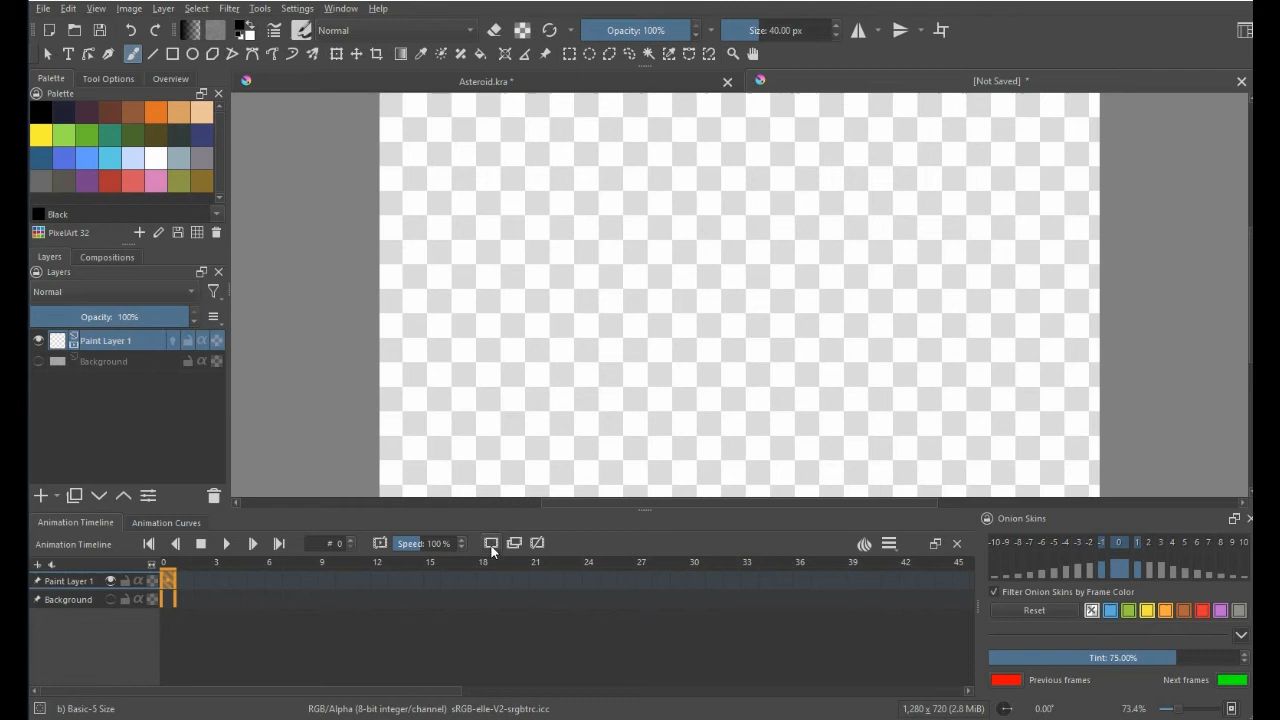 File Edit View Image Layer Select Filter Tools Settings Window Help
Normal Opacity: 100% Size: 40.00 px
Palette Tool Options Overview Asteroid.kra * [Not Saved] *
Palette
Black
PixelArt 32
Layers Compositions
Layers
Normal
Opacity: 100%
Paint Layer 1
Background
Animation Timeline Animation Curves
Animation Timeline # 0 Speed: 100 %
0 3 6 9 12 15 18 21 24 27 30 33 36 39 42 45
Paint Layer 1
Background
Onion Skins
-10 -9 -8 -7 -6 -5 -4 -3 -2 -1 0 1 2 3 4 5 6 7 8 9 10
Filter Onion Skins by Frame Color
Reset
Tint: 75.00%
Previous frames Next frames
b) Basic-5 Size RGB/Alpha (8-bit integer/channel) sRGB-elle-V2-srgbtrc.icc 1,280 x 720 (2.8 MiB) 0.00° 73.4%